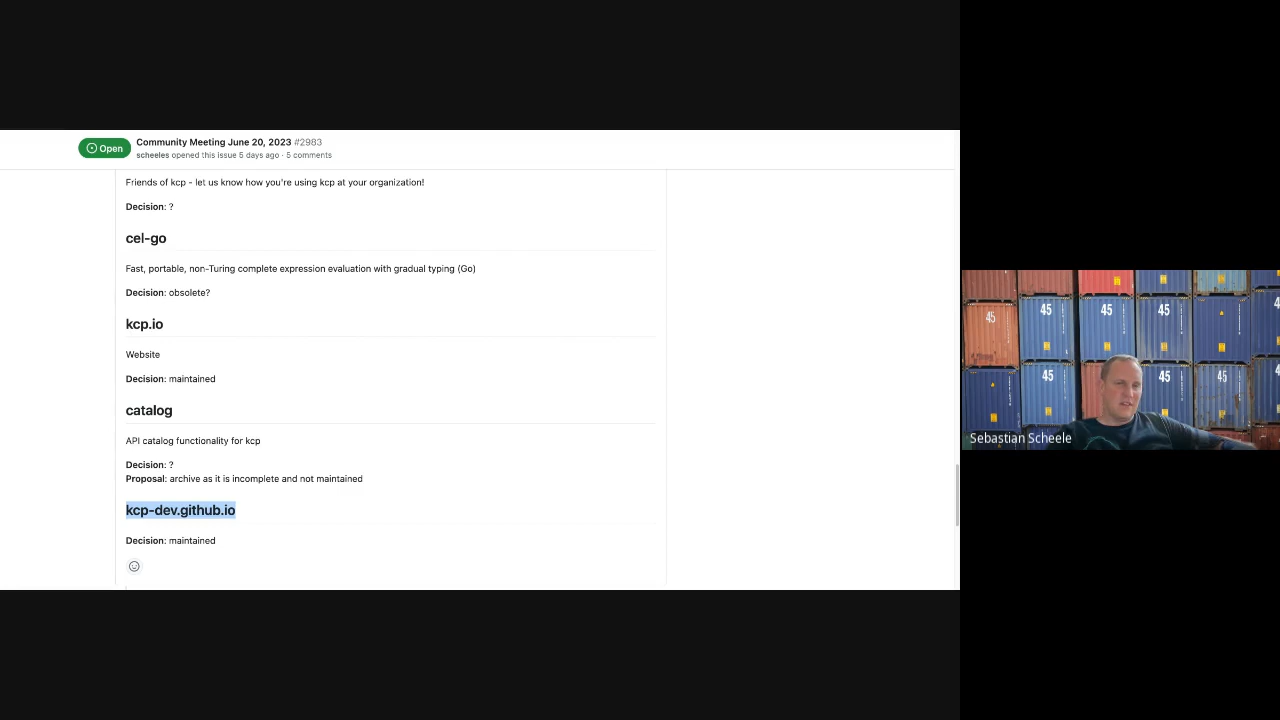 Open
Community Meeting June 20, 2023 #2983
scheeles opened this issue 5 days ago · 5 comments
Friends of kcp - let us know how you're using kcp at your organization!
Decision: ?
cel-go
Fast, portable, non-Turing complete expression evaluation with gradual typing (Go)
Decision: obsolete?
kcp.io
Website
Decision: maintained
catalog
API catalog functionality for kcp
Decision: ?
Proposal: archive as it is incomplete and not maintained
kcp-dev.github.io
Decision: maintained
45
45
45
45
45
45
45
Sebastian Scheele